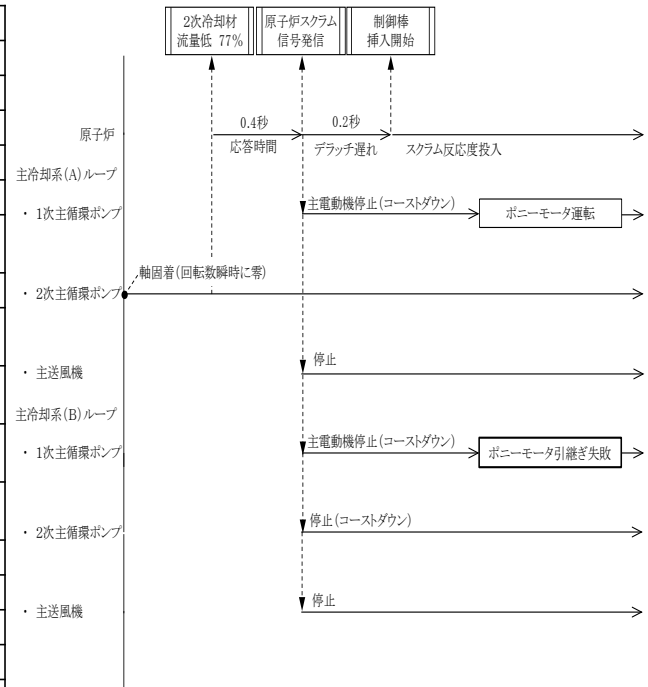 2次冷却材
流量低 77%
原子炉スクラム
信号発信
制御棒
挿入開始
原子炉
0.4秒
応答時間
0.2秒
デラッチ遅れ
スクラム反応度投入
主冷却系(A)ループ
・ 1次主循環ポンプ
主電動機停止(コーストダウン)
ポニーモータ運転
軸固着(回転数瞬時に零)
・ 2次主循環ポンプ
・ 主送風機
停止
主冷却系(B)ループ
・ 1次主循環ポンプ
主電動機停止(コーストダウン)
ポニーモータ引継ぎ失敗
・ 2次主循環ポンプ
停止(コーストダウン)
・ 主送風機
停止